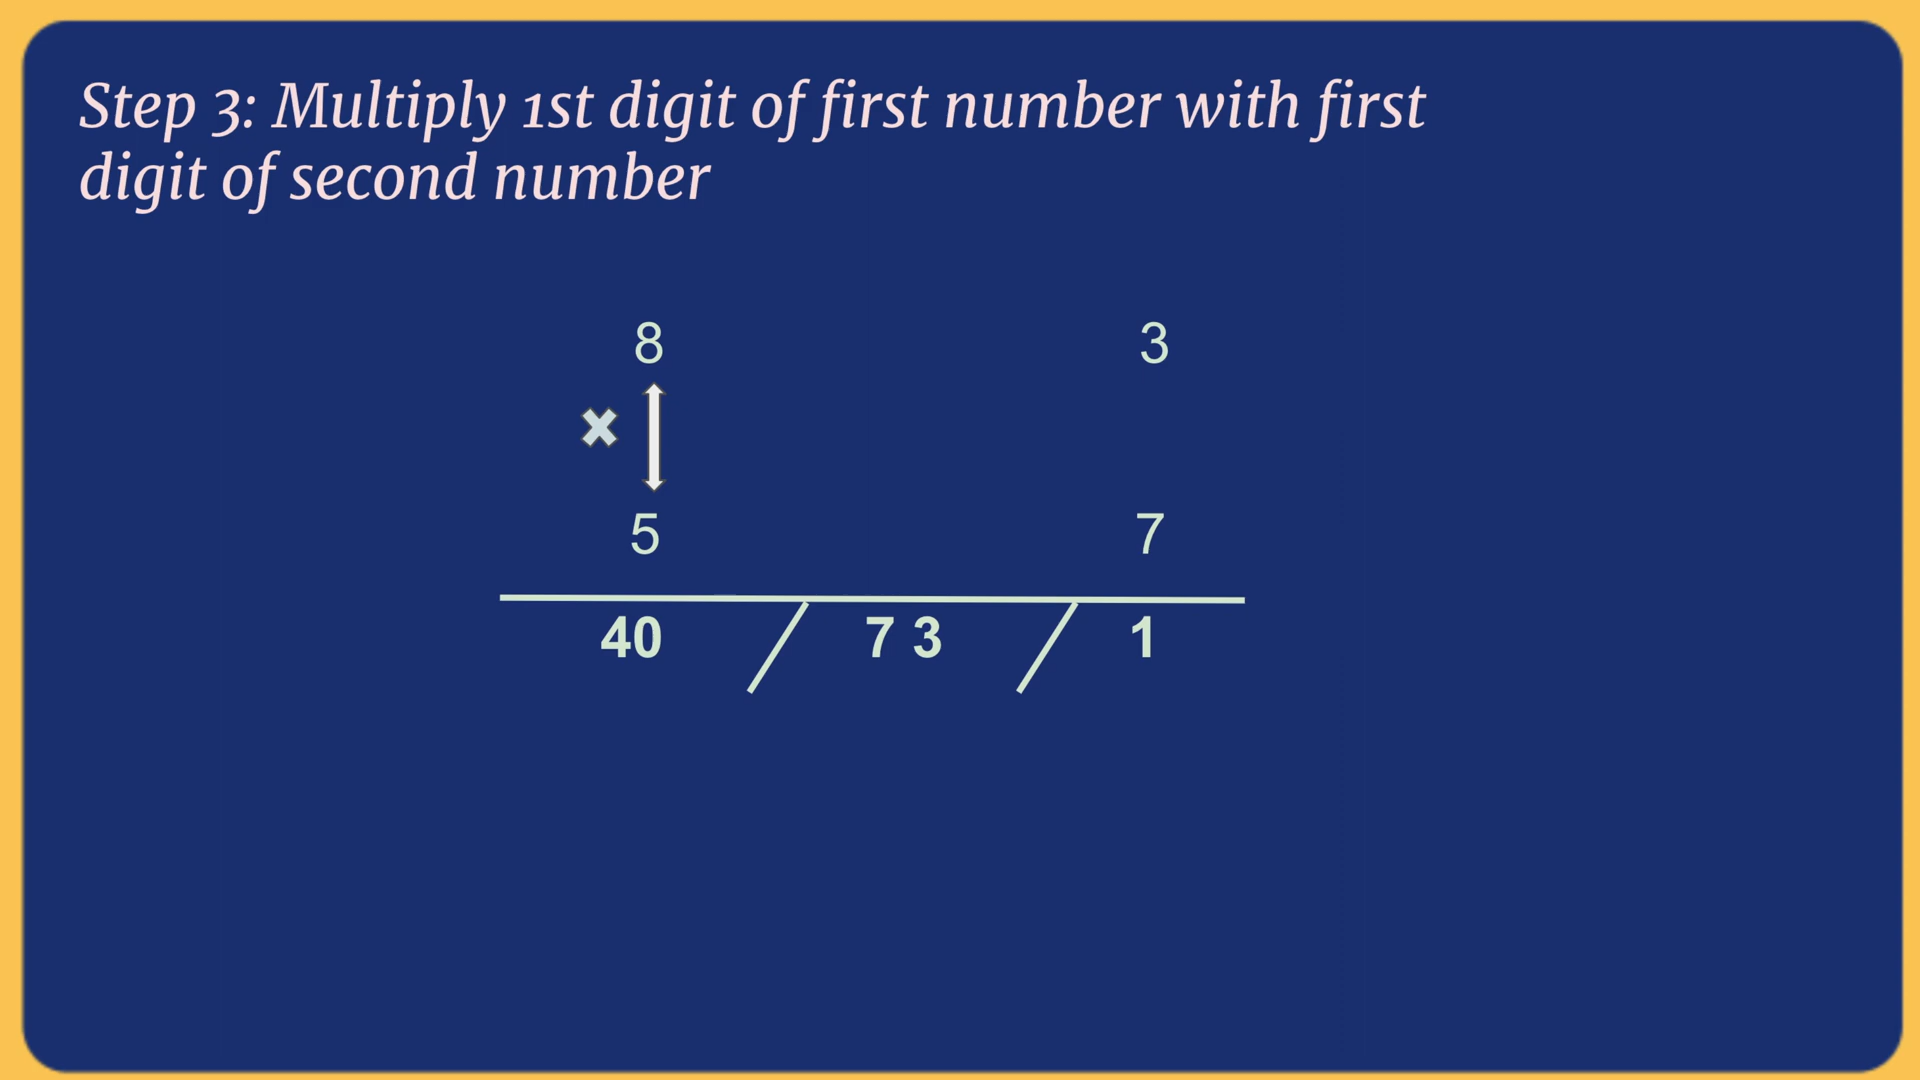 Step 3: Multiply 1st digit of first number with first
digit of second number
8 3
×
5 7
40 / 7 3 / 1